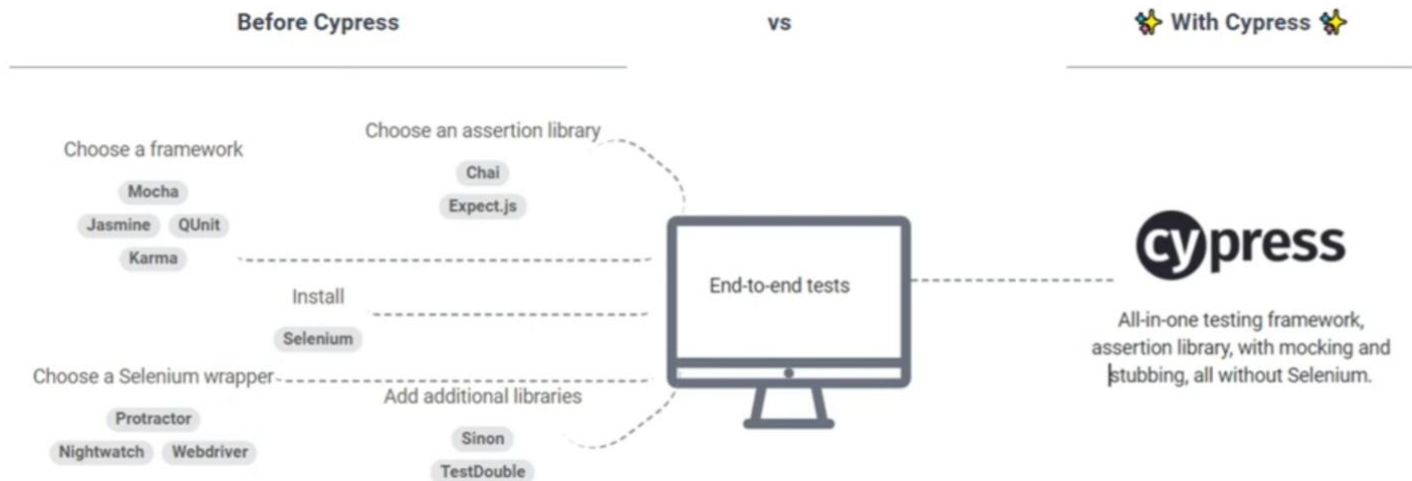 Before Cypress
vs
✨ With Cypress ✨
Choose a framework
Mocha
Jasmine QUnit
Karma
Choose an assertion library
Chai
Expect.js
Install
Selenium
Choose a Selenium wrapper
Protractor
Nightwatch Webdriver
Add additional libraries
Sinon
TestDouble
End-to-end tests
cypress
All-in-one testing framework,
assertion library, with mocking and
stubbing, all without Selenium.